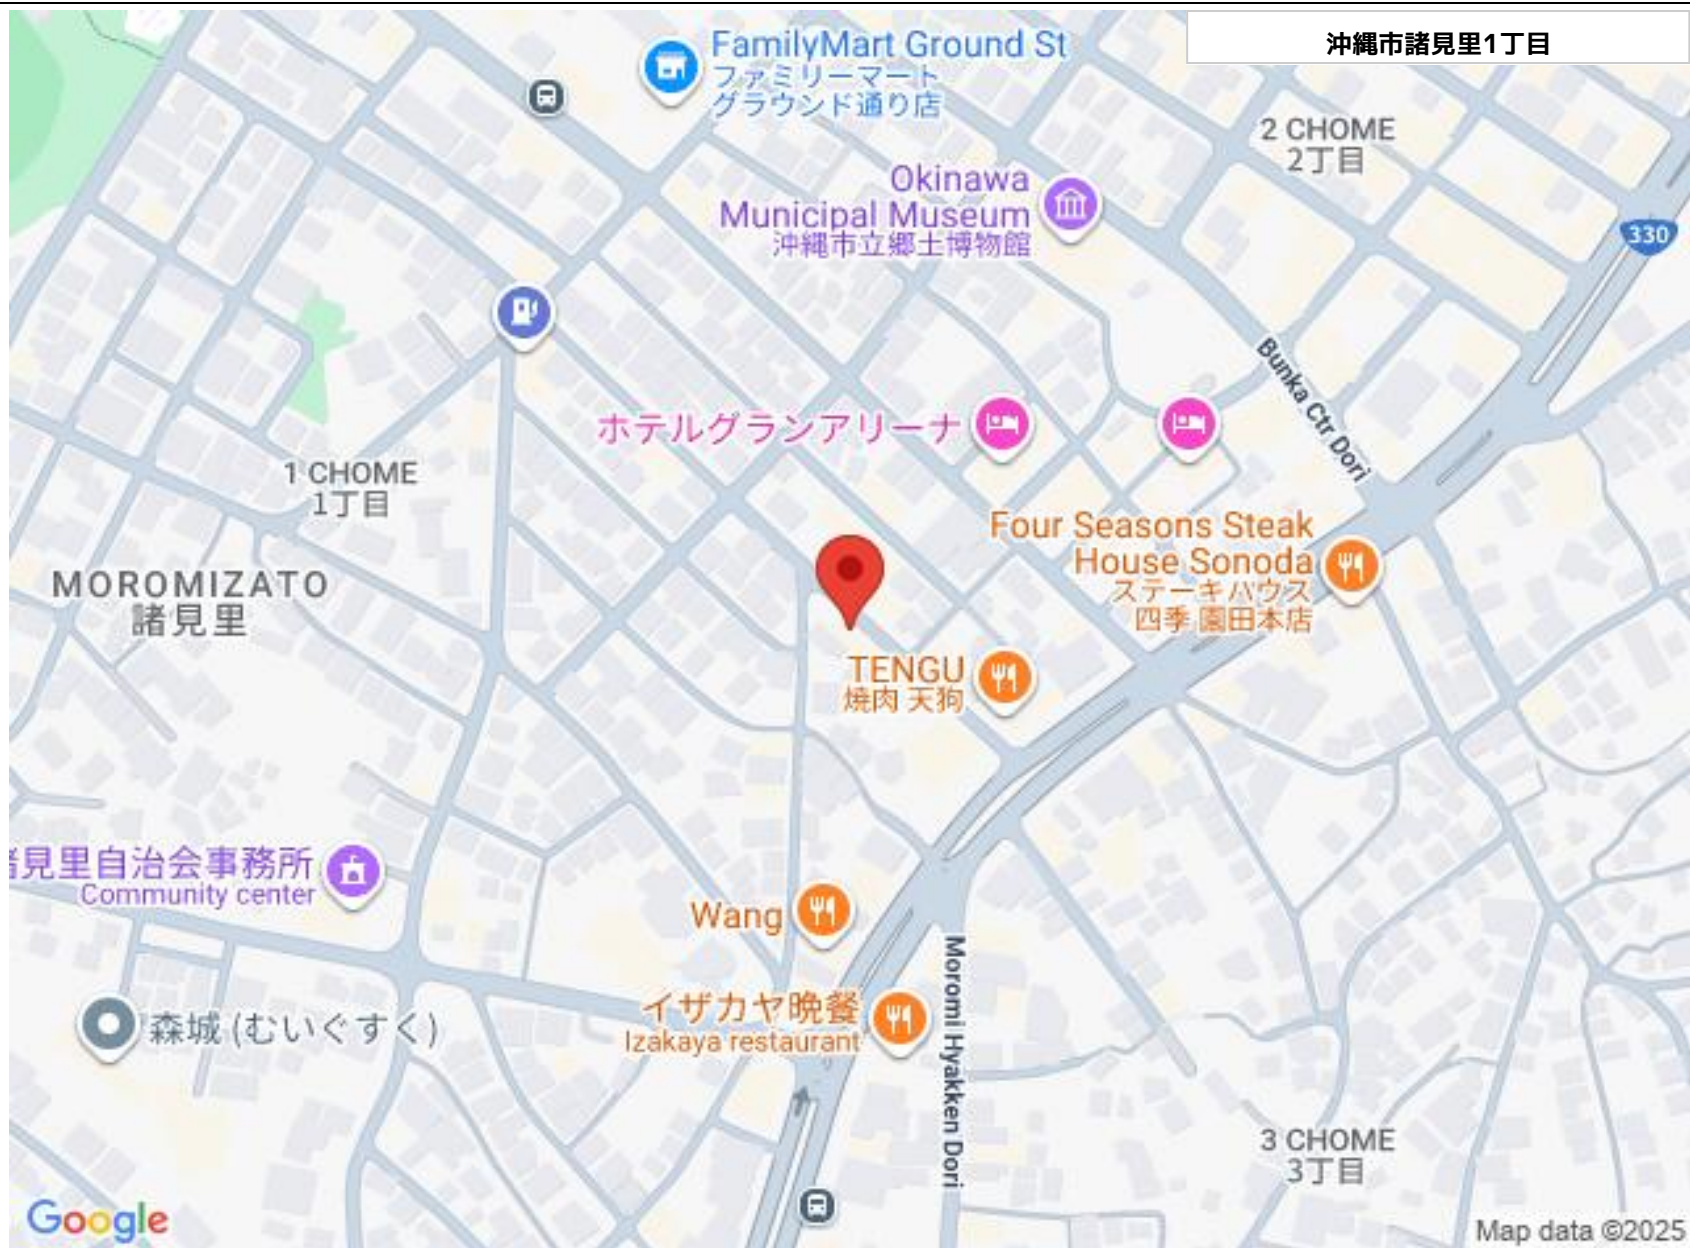 沖縄市諸見里1丁目
FamilyMart Ground St
ファミリーマート
グラウンド通り店
2 CHOME
2丁目
Okinawa
Municipal Museum
沖縄市立郷土博物館
330
Bunka Ctr Dori
ホテルグランアリーナ
1 CHOME
1丁目
Four Seasons Steak
House Sonoda
ステーキハウス
四季 園田本店
MOROMIZATO
諸見里
TENGU
焼肉 天狗
諸見里自治会事務所
Community center
Wang
Moromi Hyakken Dori
イザカヤ晩餐
Izakaya restaurant
森城 (むいぐすく)
3 CHOME
3丁目
Google
Map data ©2025